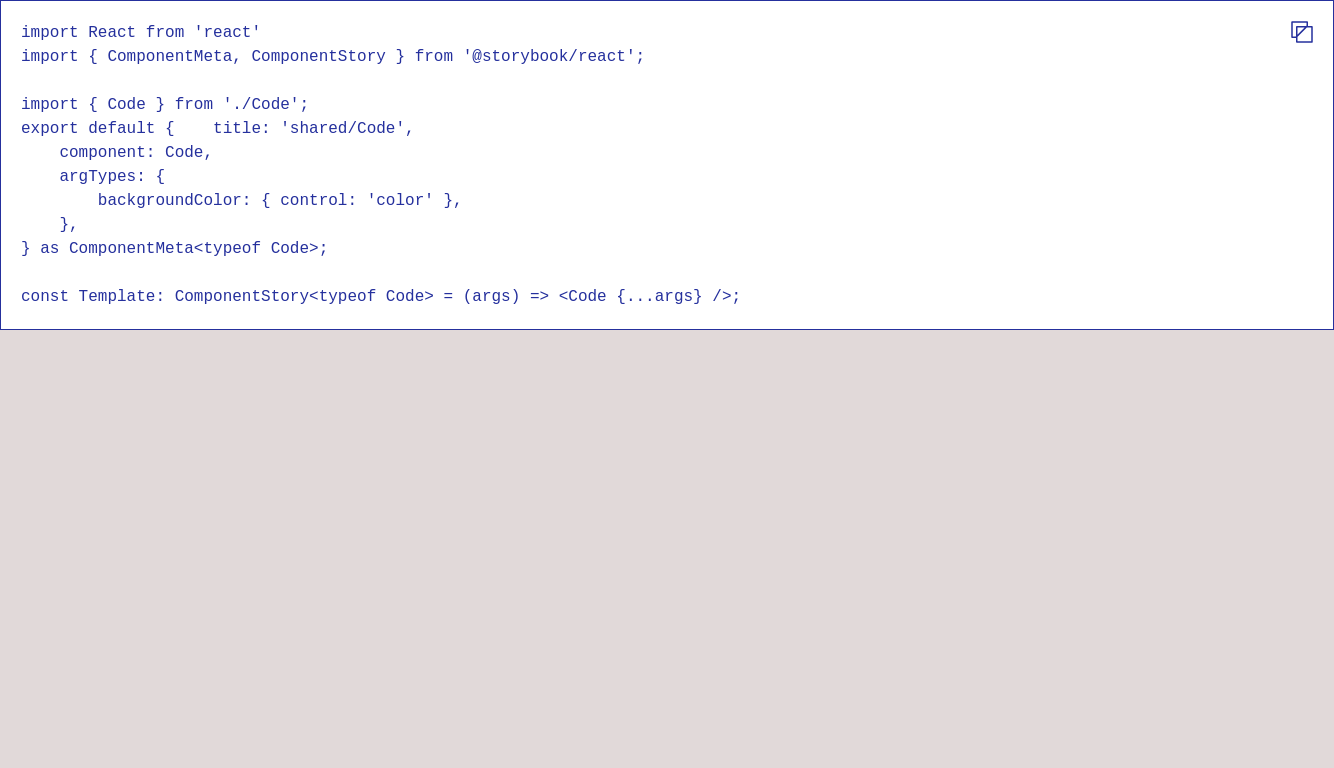 import React from 'react'
import { ComponentMeta, ComponentStory } from '@storybook/react';

import { Code } from './Code';
export default {    title: 'shared/Code',
    component: Code,
    argTypes: {
        backgroundColor: { control: 'color' },
    },
} as ComponentMeta<typeof Code>;

const Template: ComponentStory<typeof Code> = (args) => <Code {...args} />;